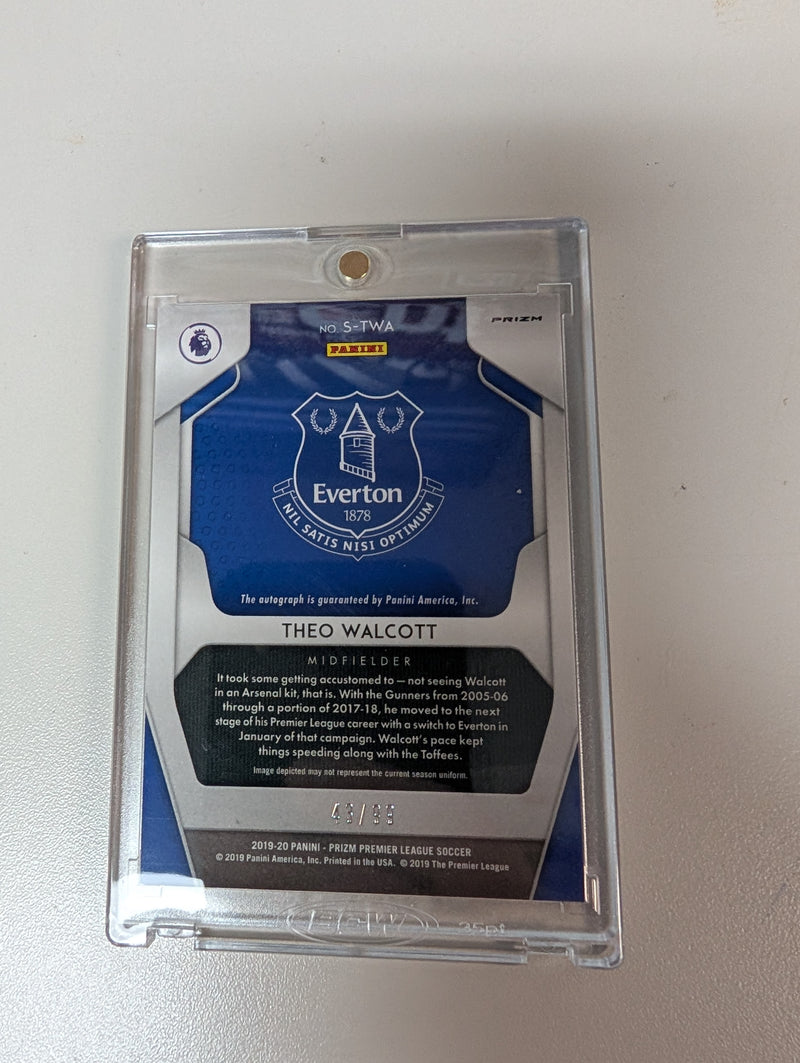 NO. S-TWA
PRIZM
PANINI
Everton
1878
NIL SATIS NISI OPTIMUM
The autograph is guaranteed by Panini America, Inc.
THEO WALCOTT
MIDFIELDER
It took some getting accustomed to — not seeing Walcott
in an Arsenal kit, that is. With the Gunners from 2005-06
through a portion of 2017-18, he moved to the next
stage of his Premier League career with a switch to Everton in
January of that campaign. Walcott's pace kept
things speeding along with the Toffees.
Image depicted may not represent the current season uniform.
43/99
2019-20 PANINI - PRIZM PREMIER LEAGUE SOCCER
© 2019 Panini America, Inc. Printed in the USA. © 2019 The Premier League
35pt